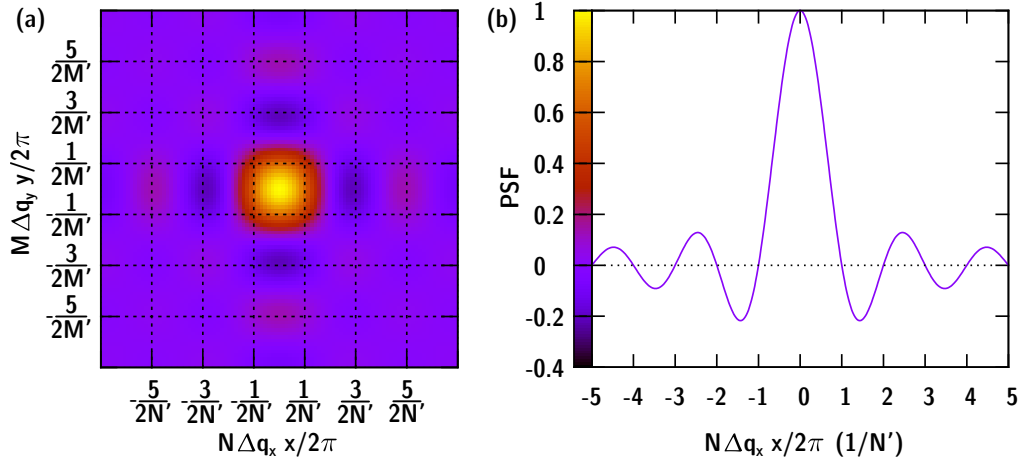 (a)
5/2M'
3/2M'
1/2M'
-1/2M'
-3/2M'
-5/2M'
MΔq_y y/2π
-5/2N' -3/2N' -1/2N' 1/2N' 3/2N' 5/2N'
NΔq_x x/2π
(b)
1
0.8
0.6
0.4
0.2
0
-0.2
-0.4
PSF
-5 -4 -3 -2 -1 0 1 2 3 4 5
NΔq_x x/2π (1/N')